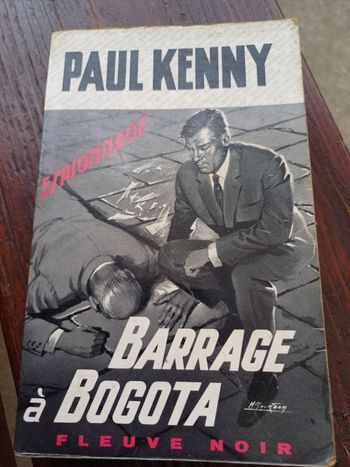 PAUL KENNY
ESPIONNAGE
BARRAGE
à BOGOTA
FLEUVE NOIR